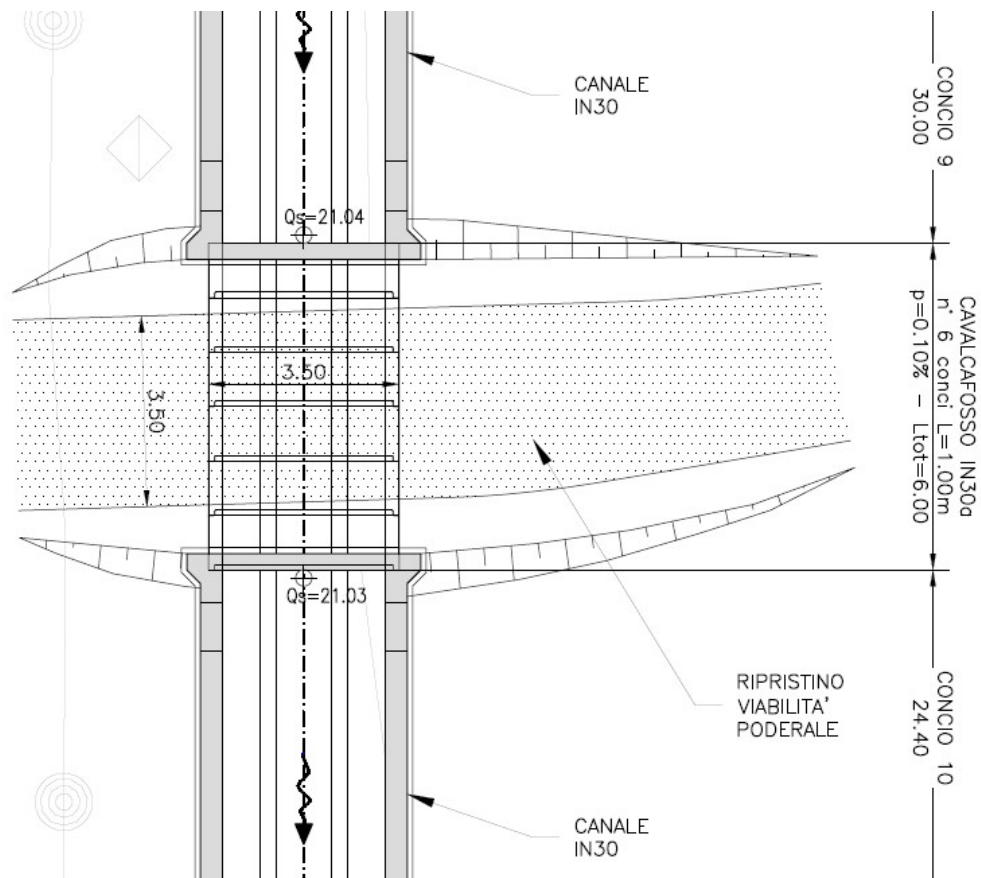 CANALE
IN30
CONCIO 9
30.00
Qs=21.04
CAVALCAFOSSO IN30a
n° 6 conci L=1.00m
p=0.10% - Ltot=6.00
3.50
3.50
Qs=21.03
RIPRISTINO
VIABILITA'
PODERALE
CONCIO 10
24.40
CANALE
IN30